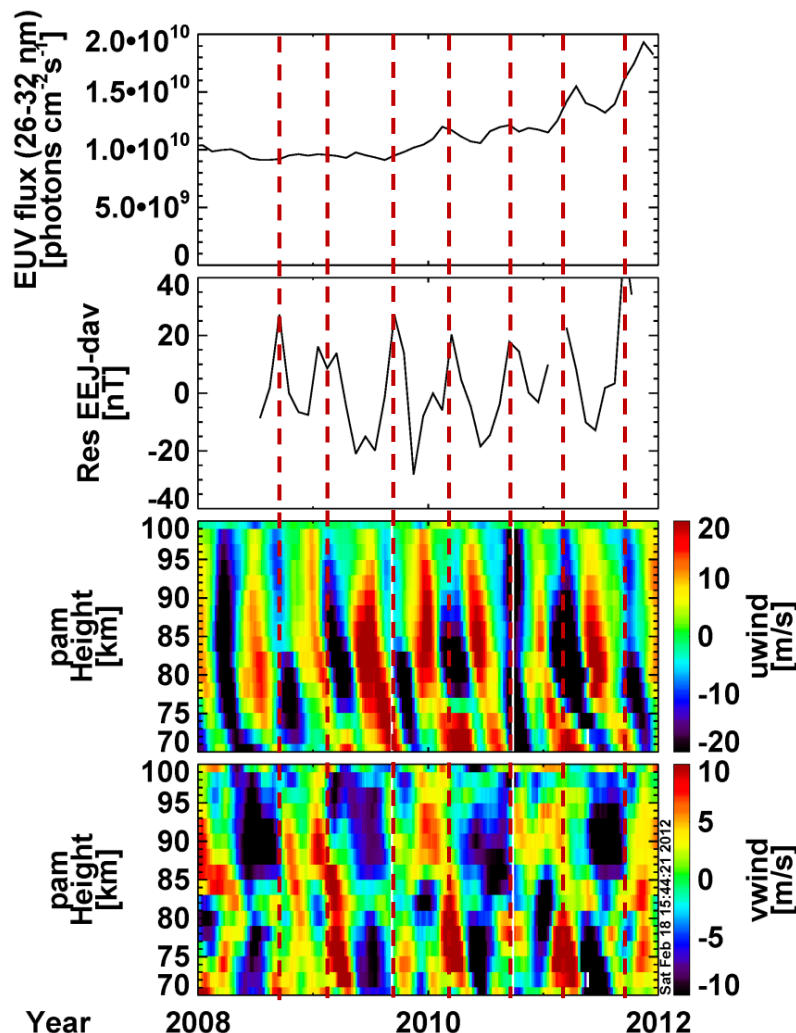 EUV flux (26-32 nm)
[photons cm⁻²s⁻¹]
2.0•10¹⁰
1.5•10¹⁰
1.0•10¹⁰
5.0•10⁹
0
Res EEJ-dav
[nT]
40
20
0
-20
-40
pam
Height
[km]
100
95
90
85
80
75
70
20
10
0
-10
-20
uwind
[m/s]
pam
Height
[km]
100
95
90
85
80
75
70
10
5
0
-5
-10
vwind
[m/s]
Sat Feb 18 15:44:21 2012
Year
2008
2010
2012